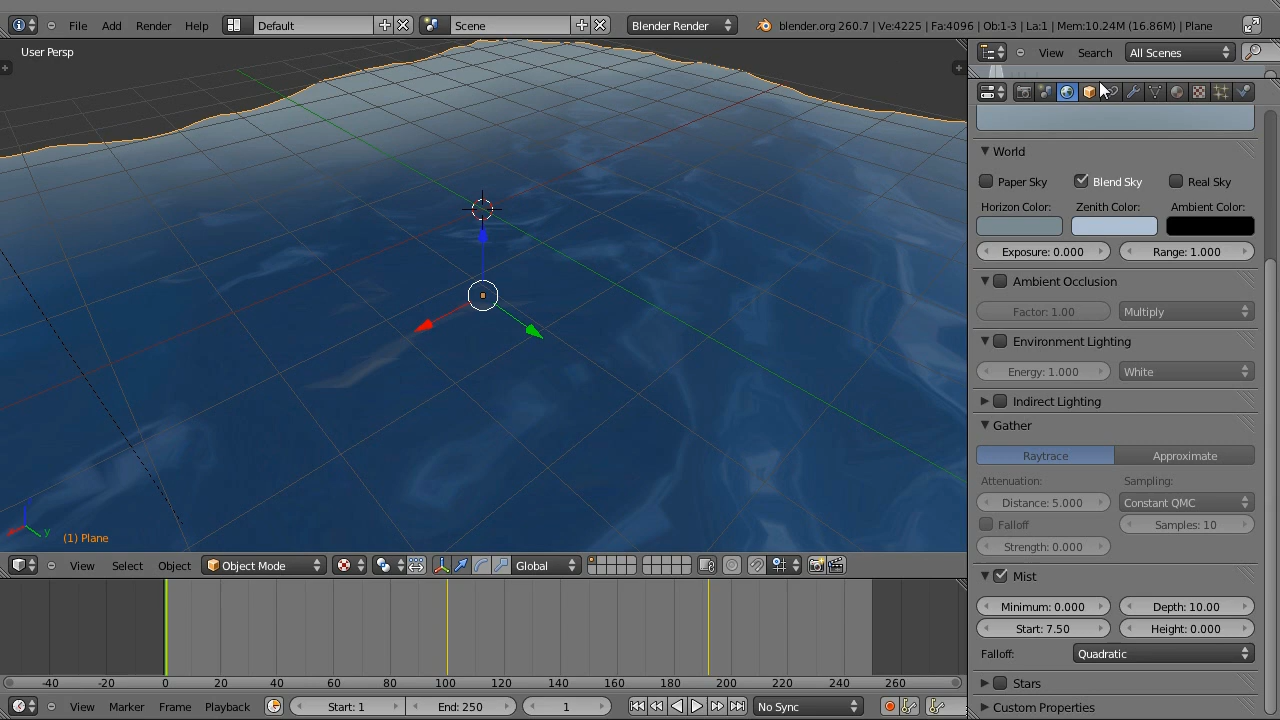 File Add Render Help Default Scene Blender Render blender.org 260.7 | Ve:4225 | Fa:4096 | Ob:1-3 | La:1 | Mem:10.24M (16.86M) | Plane
User Persp
View Search All Scenes
World
Paper Sky Blend Sky Real Sky
Horizon Color: Zenith Color: Ambient Color:
Exposure: 0.000 Range: 1.000
Ambient Occlusion
Factor: 1.00 Multiply
Environment Lighting
Energy: 1.000 White
Indirect Lighting
Gather
Raytrace Approximate
Attenuation: Sampling:
Distance: 5.000 Constant QMC
Falloff Samples: 10
Strength: 0.000
Mist
Minimum: 0.000 Depth: 10.00
Start: 7.50 Height: 0.000
Falloff: Quadratic
Stars
Custom Properties
y
(1) Plane
View Select Object Object Mode Global
-40 -20 0 20 40 60 80 100 120 140 160 180 200 220 240 260
View Marker Frame Playback Start: 1 End: 250 1 No Sync